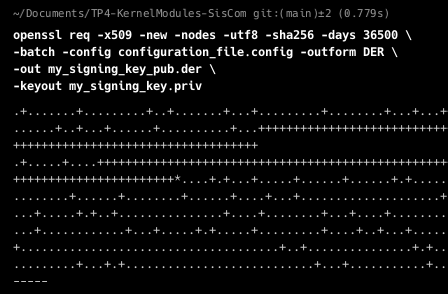 ~/Documents/TP4-KernelModules-SisCom git:(main)±2 (0.779s)
openssl req -x509 -new -nodes -utf8 -sha256 -days 36500 \
-batch -config configuration_file.config -outform DER \
-out my_signing_key_pub.der \
-keyout my_signing_key.priv
.+.......+.........+..+.......+...+.........+........+...+...+
......+..+...+......+..........+...+++++++++++++++++++++++++++
+++++++++++++++++++++++++++++++++++
.+.....+....++++++++++++++++++++++++++++++++++++++++++++++++++
+++++++++++++++++++++++*....+.+...+.....+......+......+.+.....
........+......+........+......+....+...+.....................
...+.....+.+..+...............+....+........+...+....+........
...+............+...+.....+.+.....+........+....+..+...+......
+.....................................+..+...............+.+..
.........+...+.+...........................+...+...........+..
-----